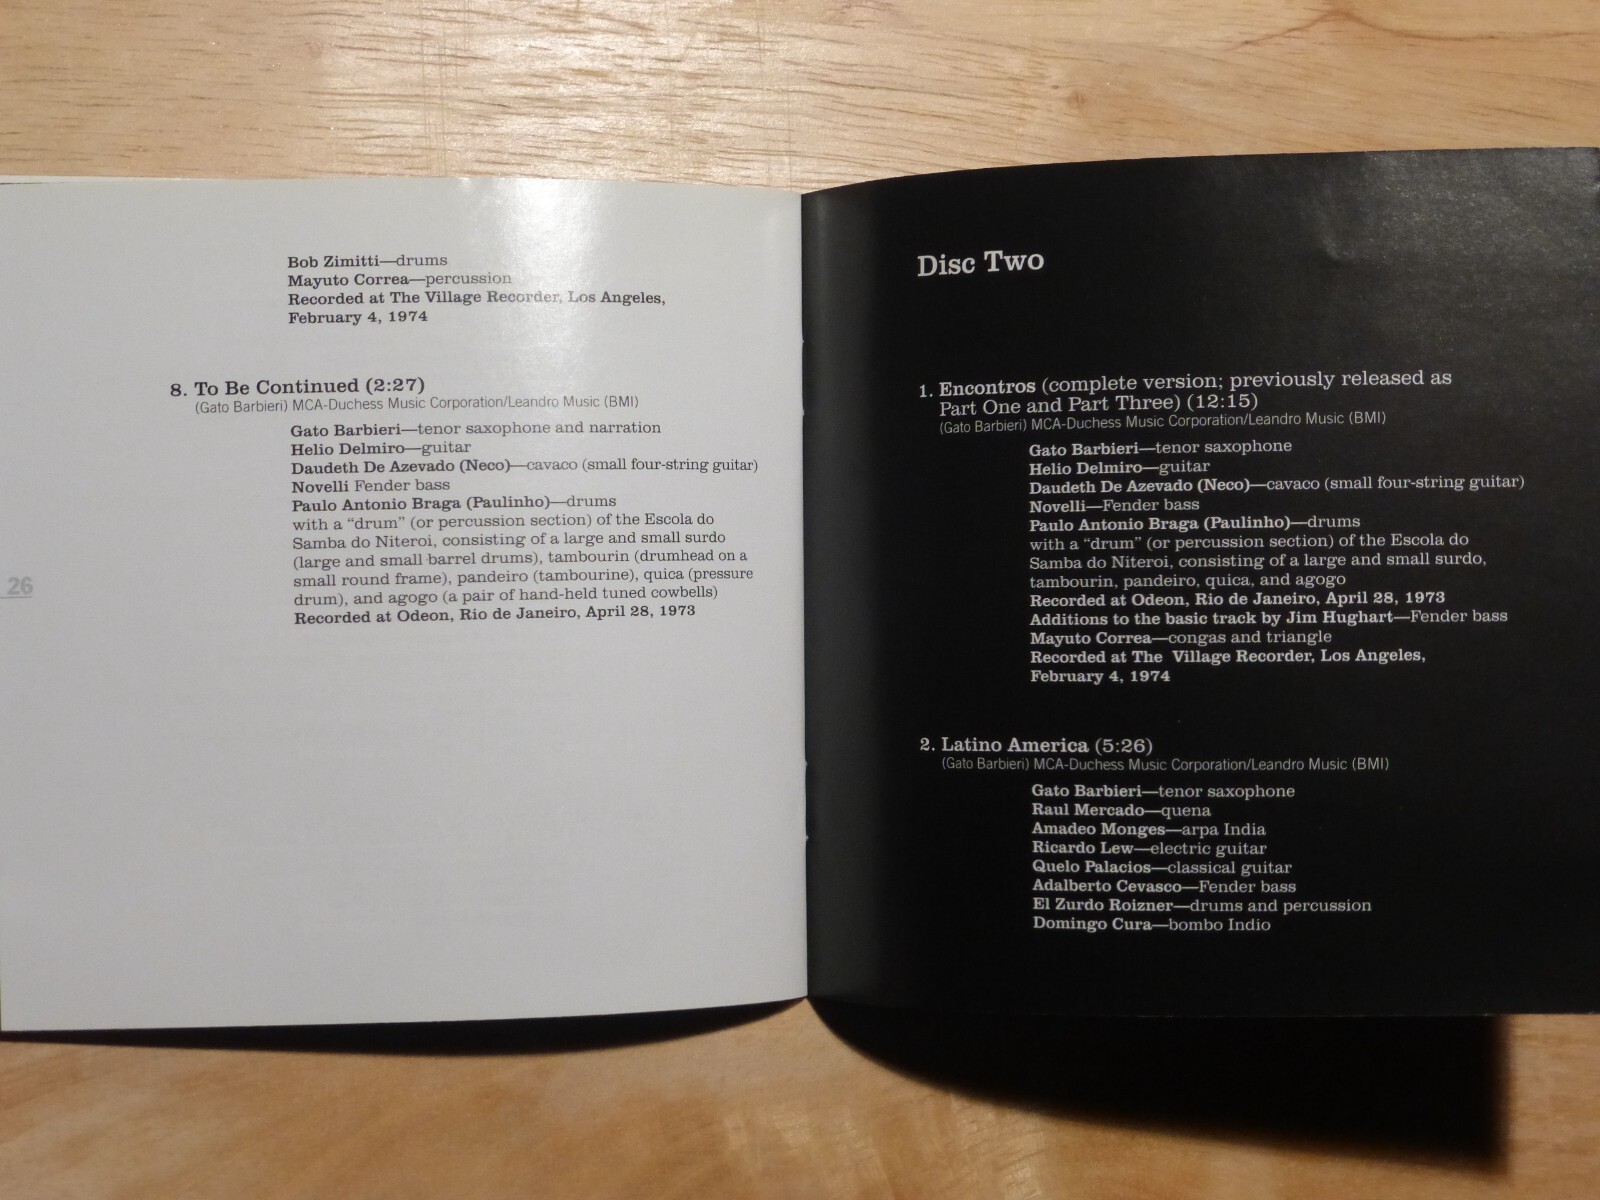 Bob Zimitti—drums
Mayuto Correa—percussion
Recorded at The Village Recorder, Los Angeles,
February 4, 1974
8. To Be Continued (2:27)
(Gato Barbieri) MCA-Duchess Music Corporation/Leandro Music (BMI)
Gato Barbieri—tenor saxophone and narration
Helio Delmiro—guitar
Daudeth De Azevado (Neco)—cavaco (small four-string guitar)
Novelli Fender bass
Paulo Antonio Braga (Paulinho)—drums
with a “drum” (or percussion section) of the Escola do
Samba do Niteroi, consisting of a large and small surdo
(large and small barrel drums), tambourin (drumhead on a
small round frame), pandeiro (tambourine), quica (pressure
drum), and agogo (a pair of hand-held tuned cowbells)
Recorded at Odeon, Rio de Janeiro, April 28, 1973
26
Disc Two
1. Encontros (complete version; previously released as
Part One and Part Three) (12:15)
(Gato Barbieri) MCA-Duchess Music Corporation/Leandro Music (BMI)
Gato Barbieri—tenor saxophone
Helio Delmiro—guitar
Daudeth De Azevado (Neco)—cavaco (small four-string guitar)
Novelli—Fender bass
Paulo Antonio Braga (Paulinho)—drums
with a “drum” (or percussion section) of the Escola do
Samba do Niteroi, consisting of a large and small surdo,
tambourin, pandeiro, quica, and agogo
Recorded at Odeon, Rio de Janeiro, April 28, 1973
Additions to the basic track by Jim Hughart—Fender bass
Mayuto Correa—congas and triangle
Recorded at The Village Recorder, Los Angeles,
February 4, 1974
2. Latino America (5:26)
(Gato Barbieri) MCA-Duchess Music Corporation/Leandro Music (BMI)
Gato Barbieri—tenor saxophone
Raul Mercado—quena
Amadeo Monges—arpa India
Ricardo Lew—electric guitar
Quelo Palacios—classical guitar
Adalberto Cevasco—Fender bass
El Zurdo Roizner—drums and percussion
Domingo Cura—bombo Indio